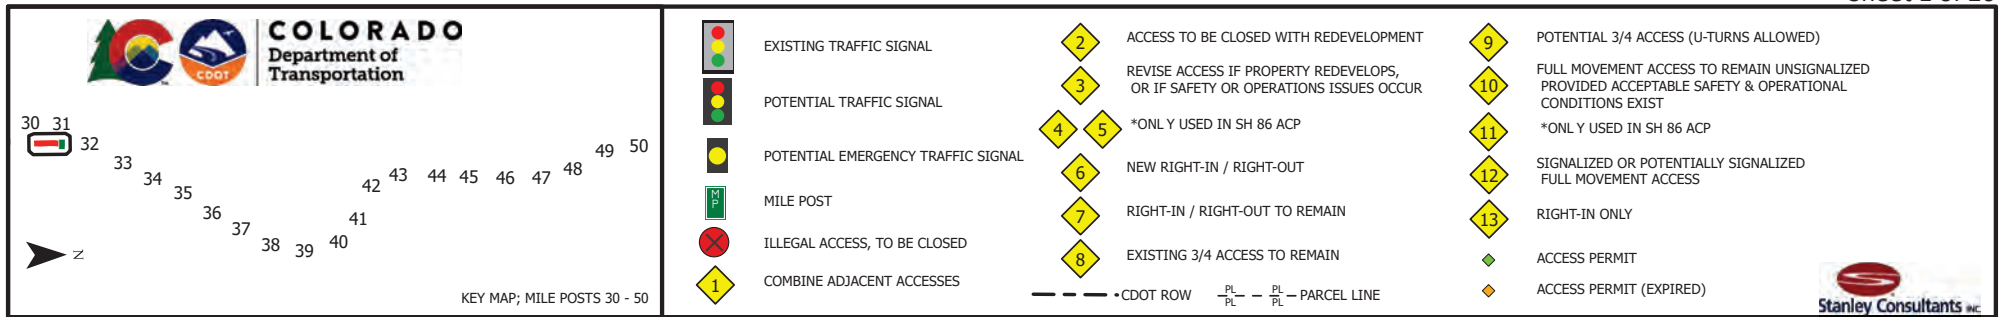 COLORADO
Department of
Transportation
CDOT
30 31
32
33
34
35
36
37
38
39
40
41
42
43
44
45
46
47
48
49
50
N
KEY MAP; MILE POSTS 30 - 50
EXISTING TRAFFIC SIGNAL
POTENTIAL TRAFFIC SIGNAL
POTENTIAL EMERGENCY TRAFFIC SIGNAL
M
P
MILE POST
ILLEGAL ACCESS, TO BE CLOSED
1 COMBINE ADJACENT ACCESSES
2 ACCESS TO BE CLOSED WITH REDEVELOPMENT
3 REVISE ACCESS IF PROPERTY REDEVELOPS,
OR IF SAFETY OR OPERATIONS ISSUES OCCUR
4 5 *ONL Y USED IN SH 86 ACP
6 NEW RIGHT-IN / RIGHT-OUT
7 RIGHT-IN / RIGHT-OUT TO REMAIN
8 EXISTING 3/4 ACCESS TO REMAIN
CDOT ROW
PL PL
PL PL
PARCEL LINE
9 POTENTIAL 3/4 ACCESS (U-TURNS ALLOWED)
10 FULL MOVEMENT ACCESS TO REMAIN UNSIGNALIZED
PROVIDED ACCEPTABLE SAFETY & OPERATIONAL
CONDITIONS EXIST
11 *ONL Y USED IN SH 86 ACP
12 SIGNALIZED OR POTENTIALLY SIGNALIZED
FULL MOVEMENT ACCESS
13 RIGHT-IN ONLY
ACCESS PERMIT
ACCESS PERMIT (EXPIRED)
Stanley Consultants INC